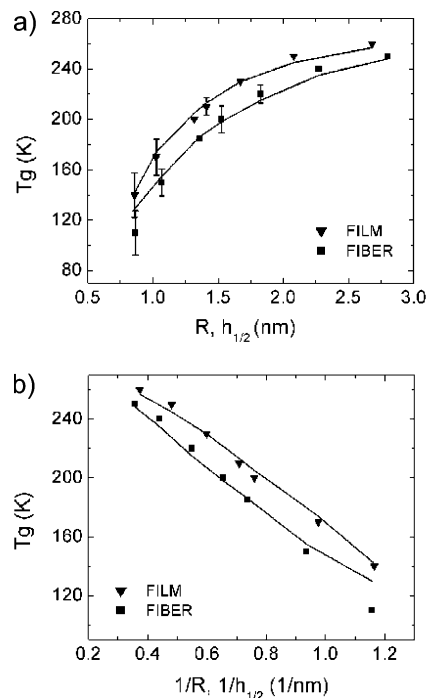 a)
280
240
200
160
120
80
Tg (K)
FILM
FIBER
0.5 1.0 1.5 2.0 2.5 3.0
R, h1/2 (nm)
b)
240
200
160
120
Tg (K)
FILM
FIBER
0.2 0.4 0.6 0.8 1.0 1.2
1/R, 1/h1/2 (1/nm)